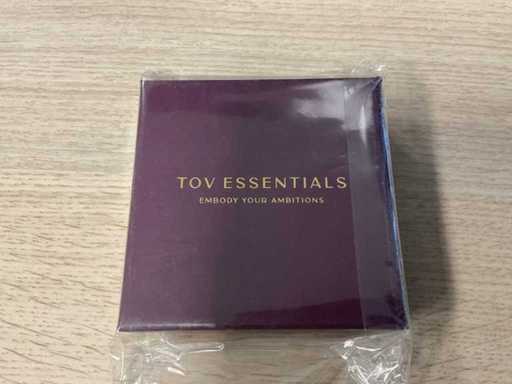 TOV ESSENTIALS
EMBODY YOUR AMBITIONS